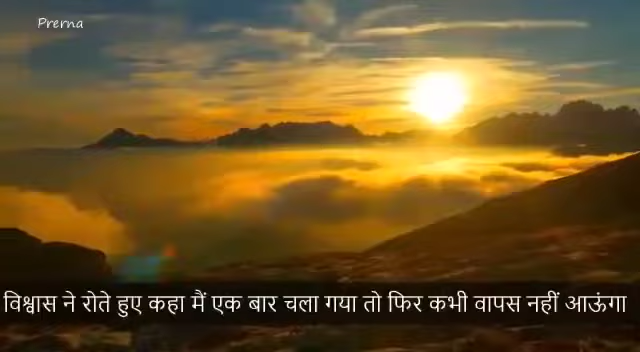 Prerna
विश्वास ने रोते हुए कहा मैं एक बार चला गया तो फिर कभी वापस नहीं आऊंगा